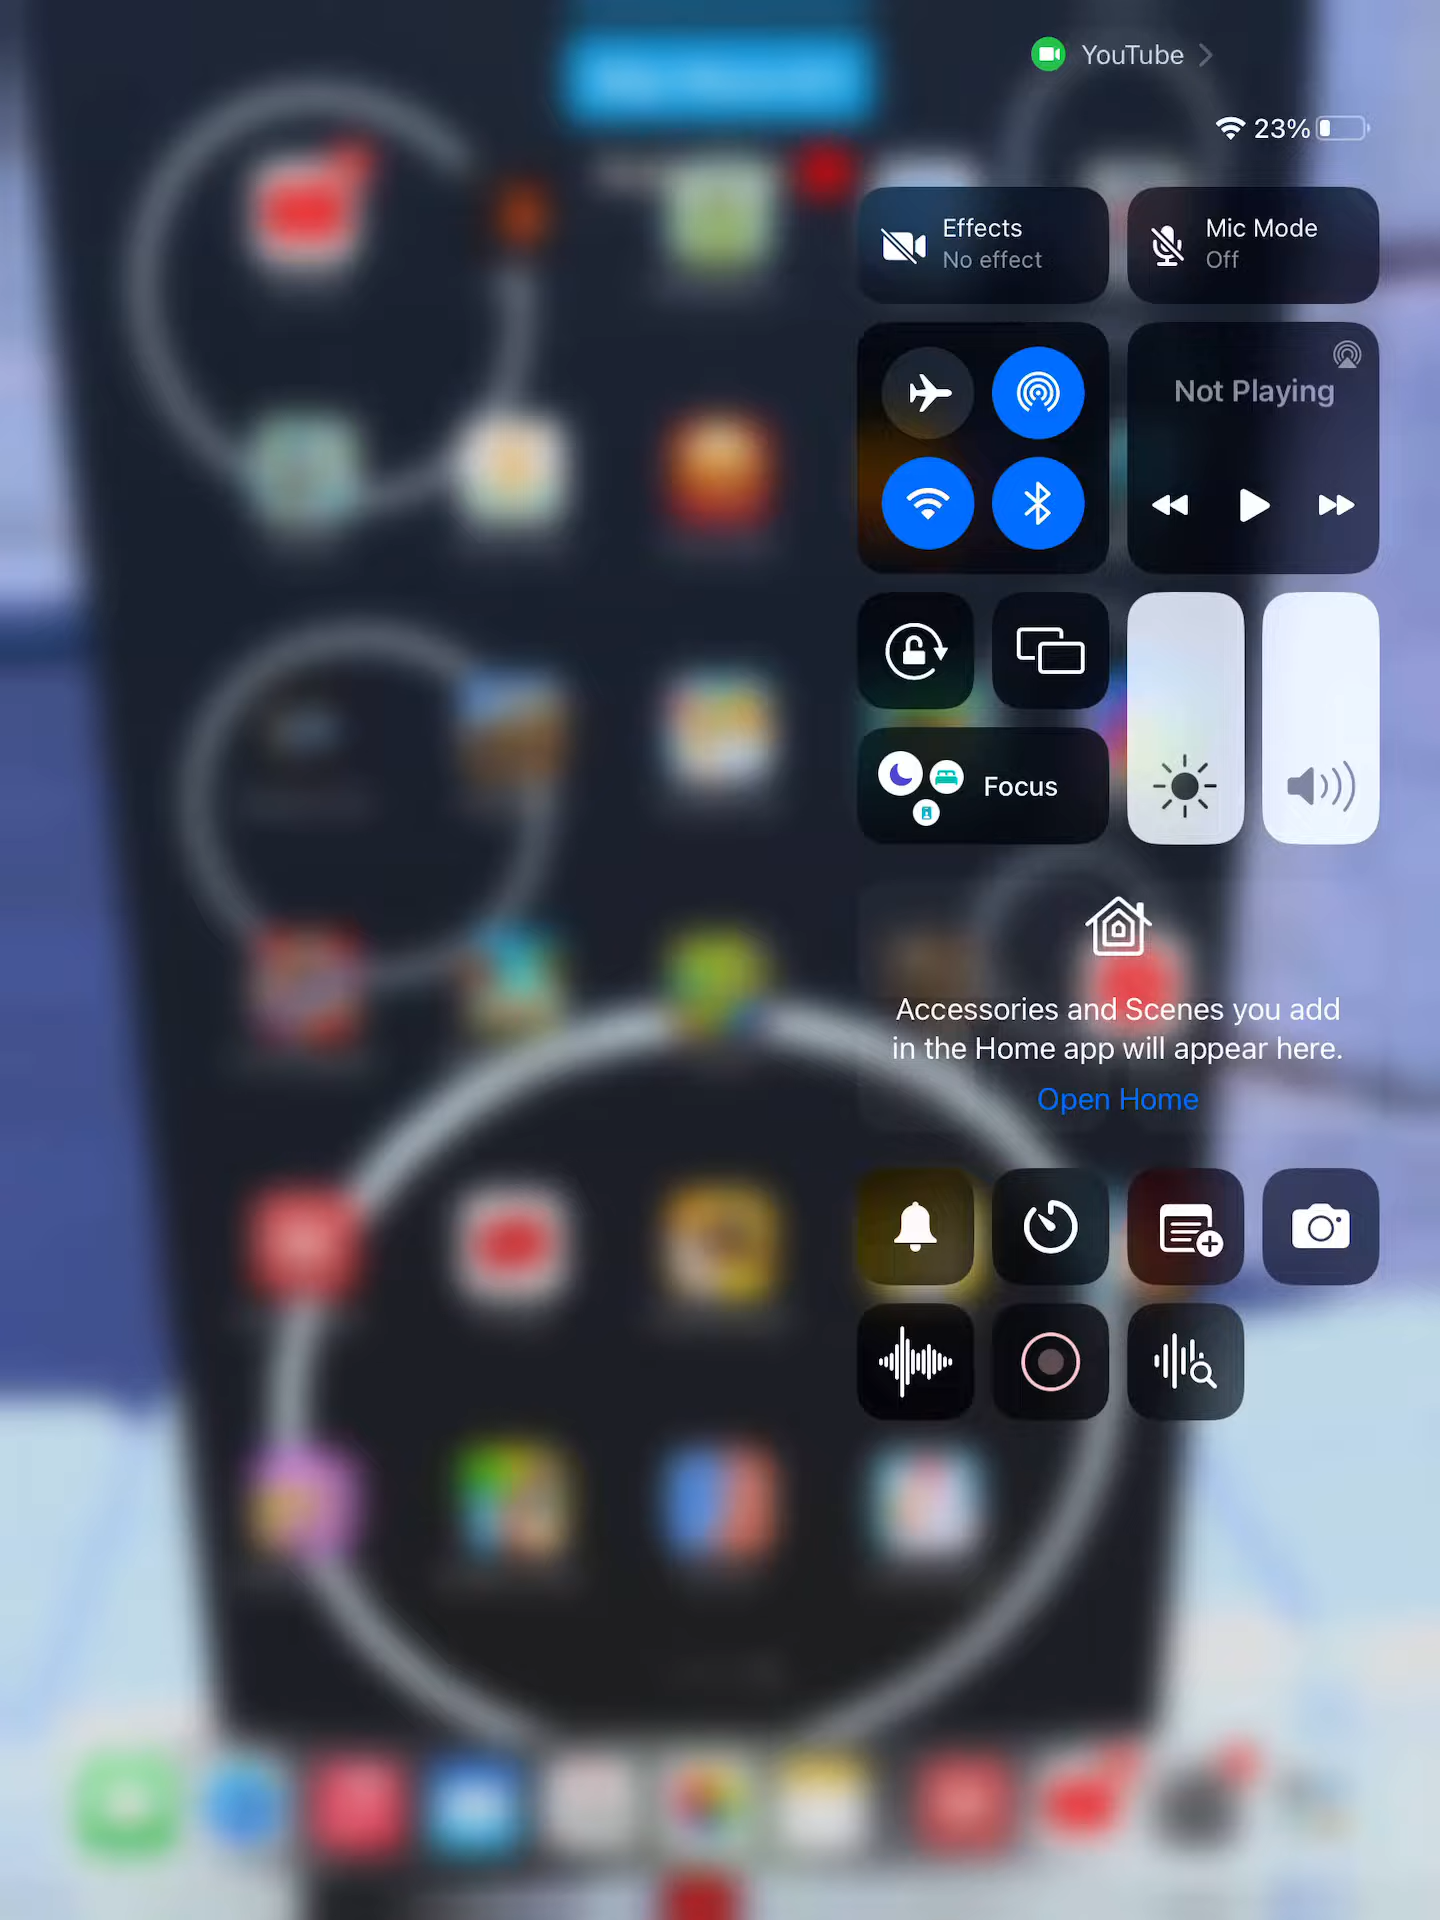 YouTube
23%
Effects
No effect
Mic Mode
Off
Not Playing
Focus
Accessories and Scenes you add
in the Home app will appear here.
Open Home